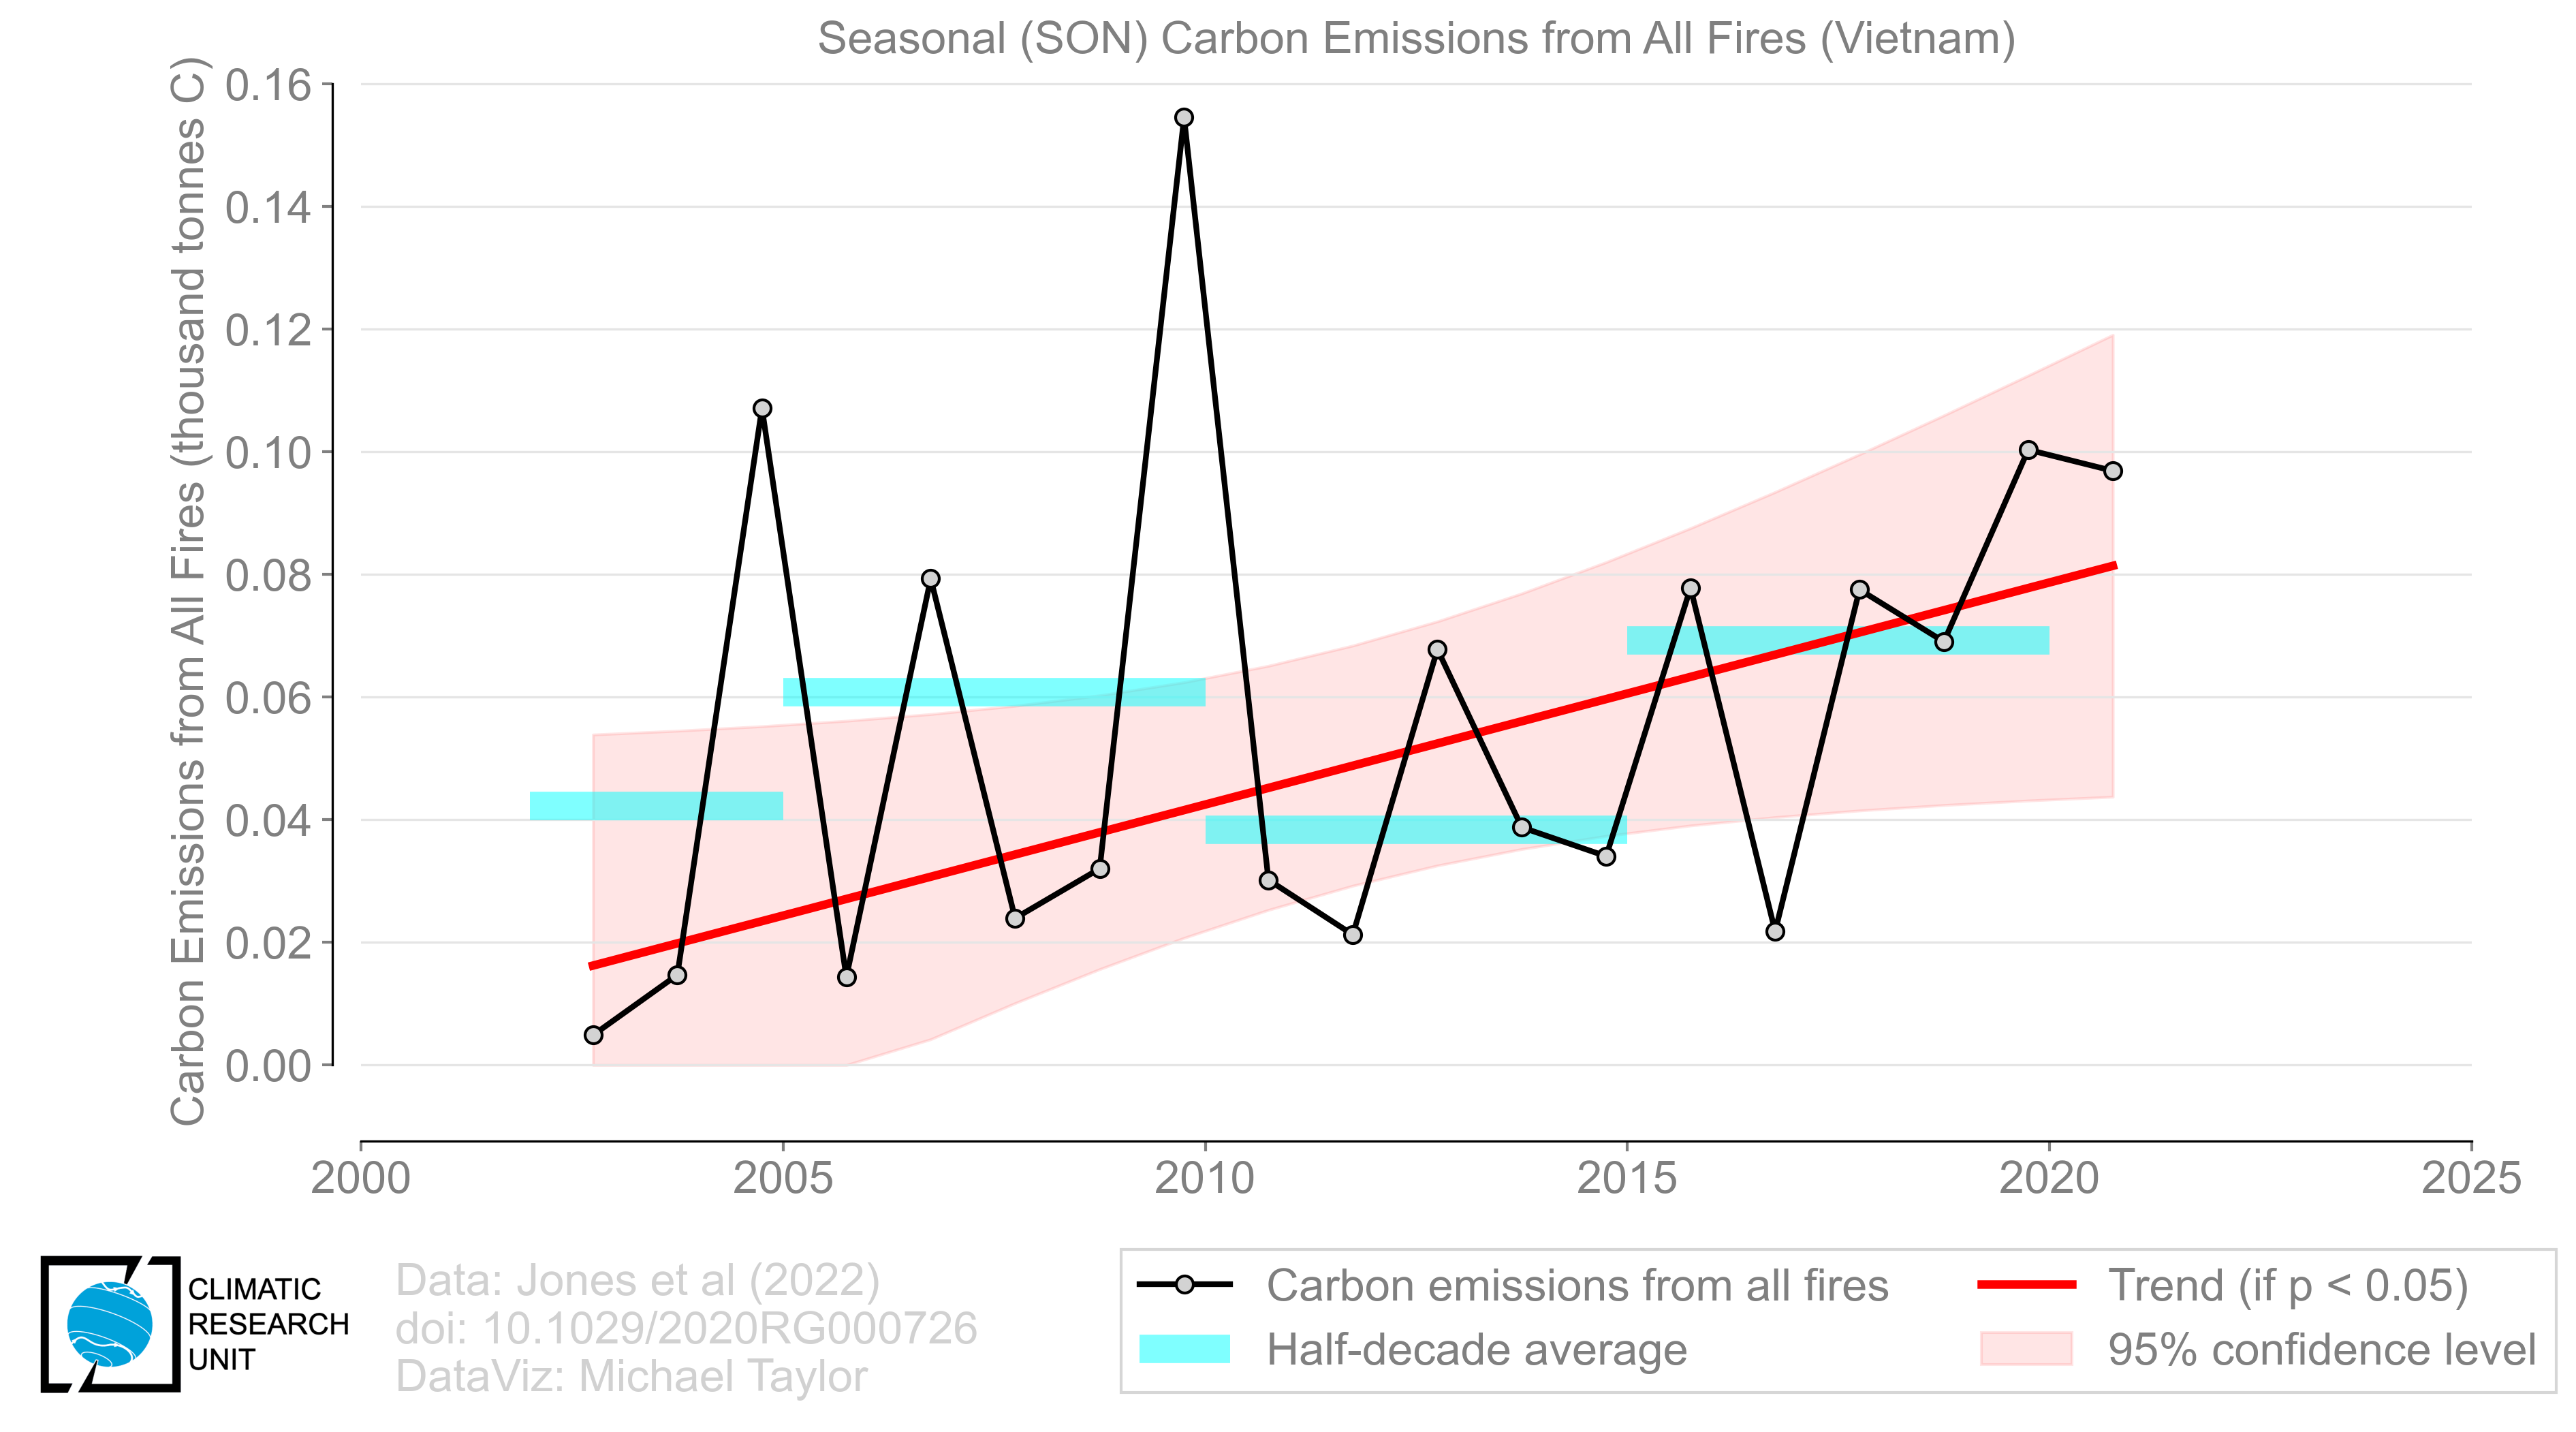 Seasonal (SON) Carbon Emissions from All Fires (Vietnam)
Carbon Emissions from All Fires (thousand tonnes C)
0.16
0.14
0.12
0.10
0.08
0.06
0.04
0.02
0.00
2000
2005
2010
2015
2020
2025
CLIMATIC
RESEARCH
UNIT
Data: Jones et al (2022)
doi: 10.1029/2020RG000726
DataViz: Michael Taylor
Carbon emissions from all fires
Half-decade average
Trend (if p < 0.05)
95% confidence level